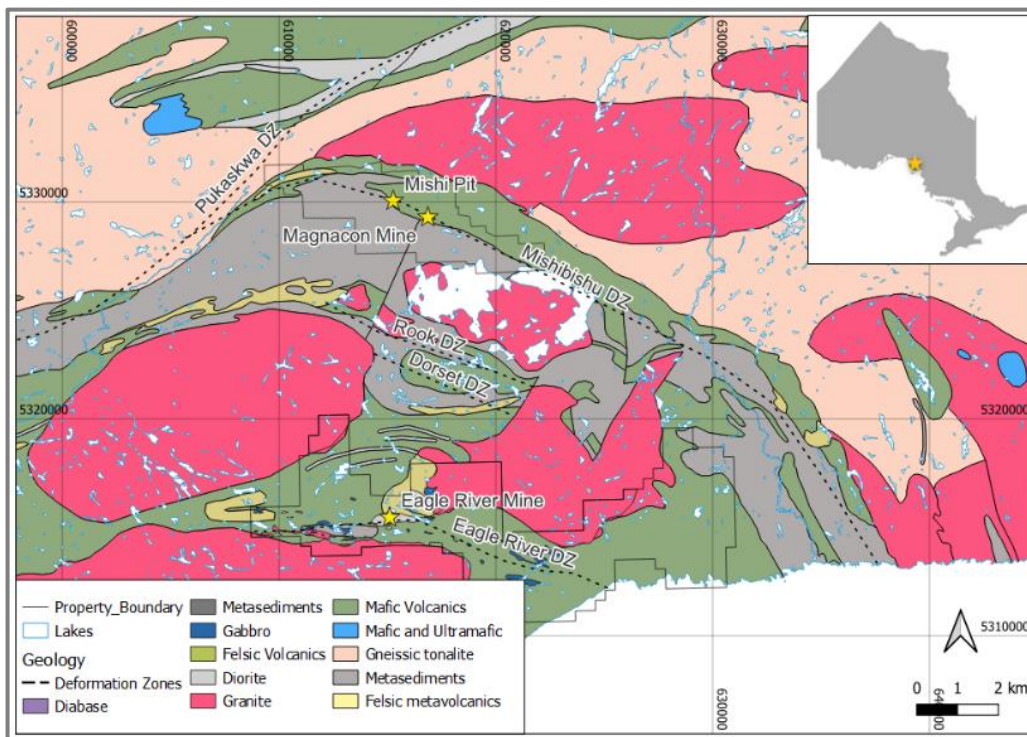 600000
610000
620000
630000
Pukaskwa DZ
5330000
Mishi Pit
Magnacon Mine
Mishibishu DZ
Rook DZ
Dorset DZ
5320000
5320000
Eagle River Mine
Eagle River DZ
Property_Boundary
Lakes
Geology
Deformation Zones
Diabase
Metasediments
Gabbro
Felsic Volcanics
Diorite
Granite
Mafic Volcanics
Mafic and Ultramafic
Gneissic tonalite
Metasediments
Felsic metavolcanics
5310000
630000
0 1 2 km